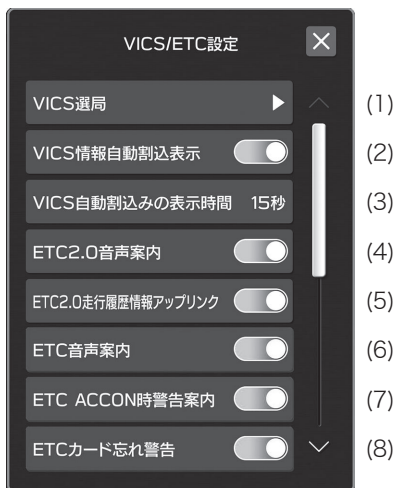 VICS/ETC設定
VICS選局 (1)
VICS情報自動割込表示 (2)
VICS自動割込みの表示時間 15秒 (3)
ETC2.0音声案内 (4)
ETC2.0走行履歴情報アップリンク (5)
ETC音声案内 (6)
ETC ACCON時警告案内 (7)
ETCカード忘れ警告 (8)